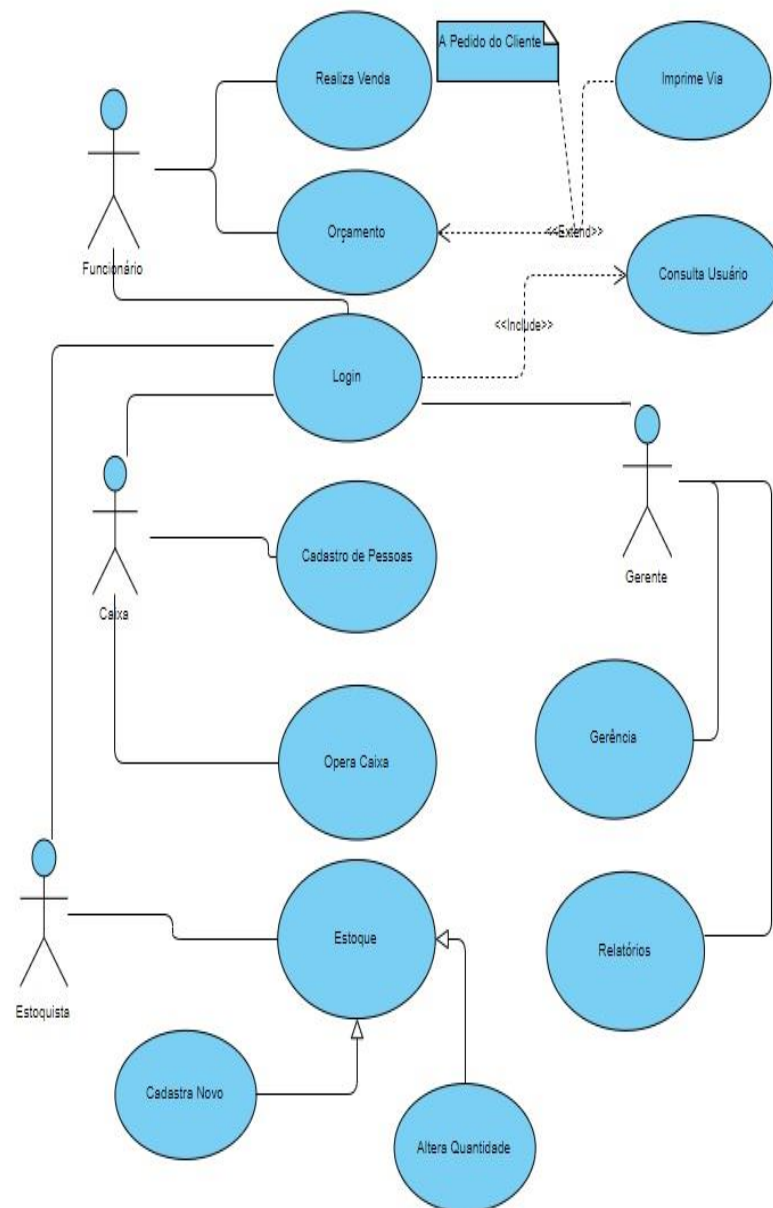 A Pedido do Cliente
Realiza Venda
Imprime Via
Orçamento
<<Extend>>
Funcionário
Consulta Usuário
<<Include>>
Login
Cadastro de Pessoas
Gerente
Caixa
Gerência
Opera Caixa
Estoque
Relatórios
Estoquista
Cadastra Novo
Altera Quantidade